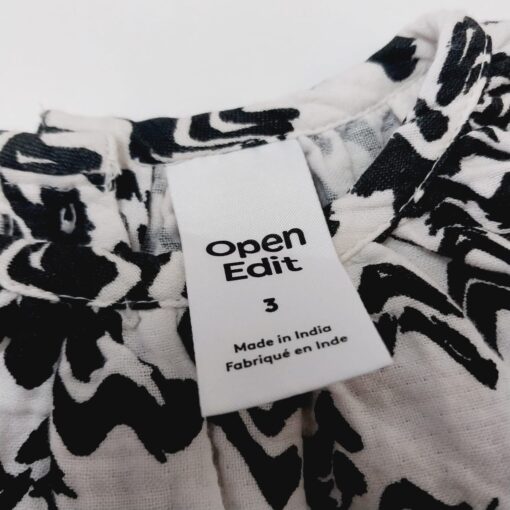 Open
Edit
3
Made in India
Fabriqué en Inde